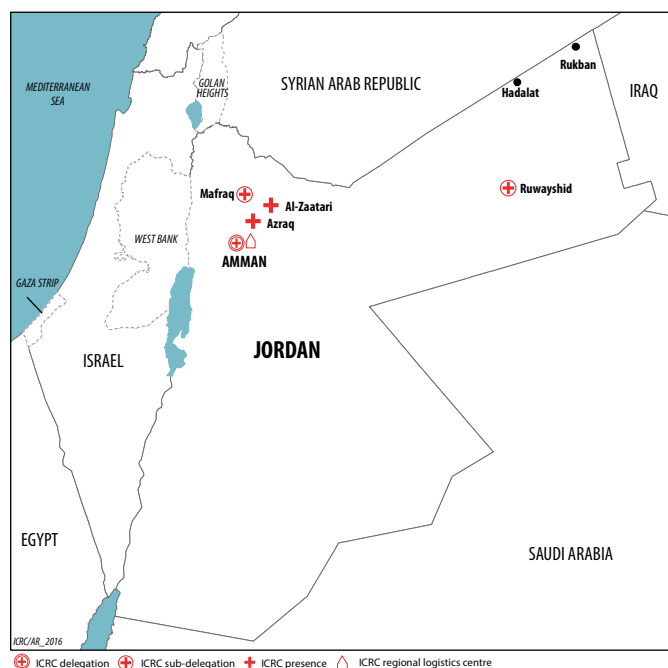 Rukban
SYRIAN ARAB REPUBLIC
GOLAN
HEIGHTS
MEDITERRANEAN
SEA
Hadalat
IRAQ
Mafraq
Ruwayshid
Al-Zaatari
Azraq
WEST BANK
AMMAN
GAZA STRIP
JORDAN
ISRAEL
EGYPT
SAUDI ARABIA
ICRC/AR_2016
ICRC delegation ICRC sub-delegation ICRC presence ICRC regional logistics centre